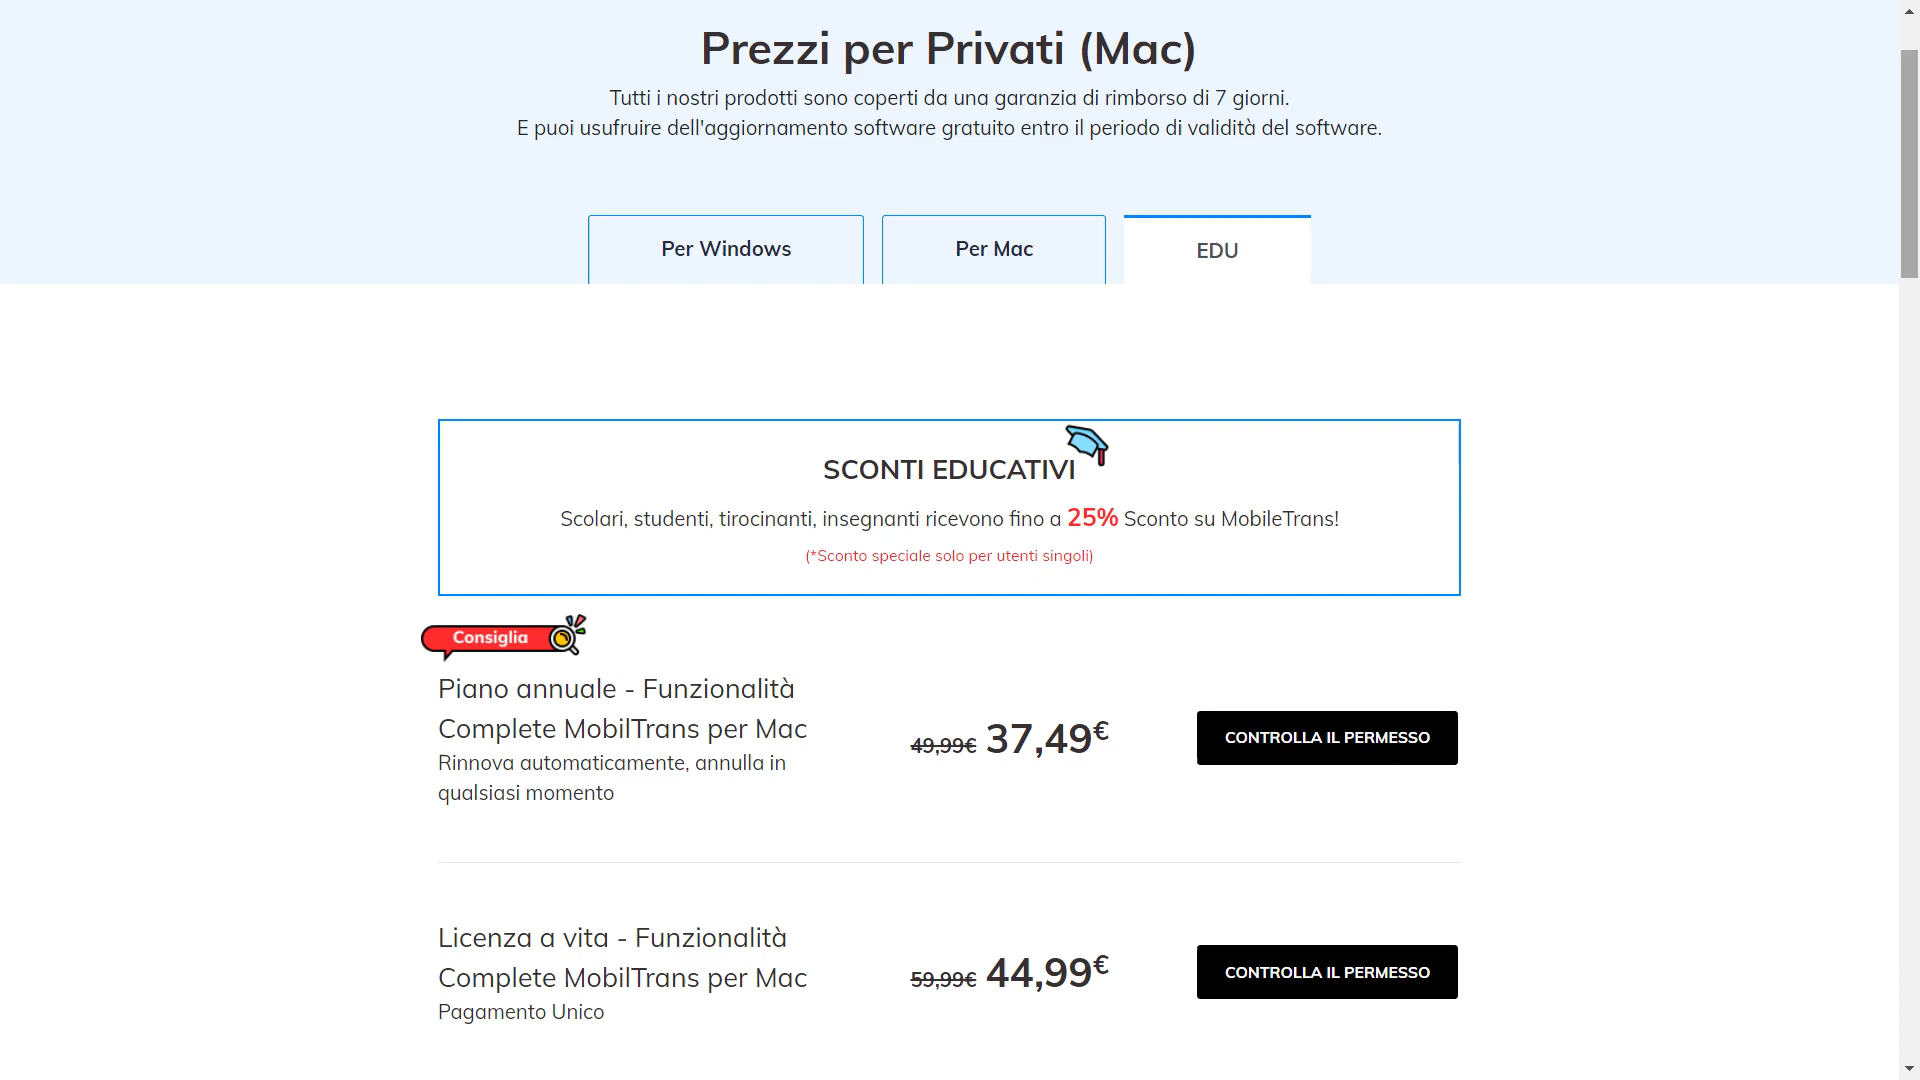 Prezzi per Privati (Mac)
Tutti i nostri prodotti sono coperti da una garanzia di rimborso di 7 giorni.
E puoi usufruire dell'aggiornamento software gratuito entro il periodo di validità del software.
Per Windows
Per Mac
EDU
SCONTI EDUCATIVI
Scolari, studenti, tirocinanti, insegnanti ricevono fino a 25% Sconto su MobileTrans!
(*Sconto speciale solo per utenti singoli)
Consiglia
Piano annuale - Funzionalità
Complete MobilTrans per Mac
Rinnova automaticamente, annulla in
qualsiasi momento
49,99€ 37,49€
CONTROLLA IL PERMESSO
Licenza a vita - Funzionalità
Complete MobilTrans per Mac
Pagamento Unico
59,99€ 44,99€
CONTROLLA IL PERMESSO